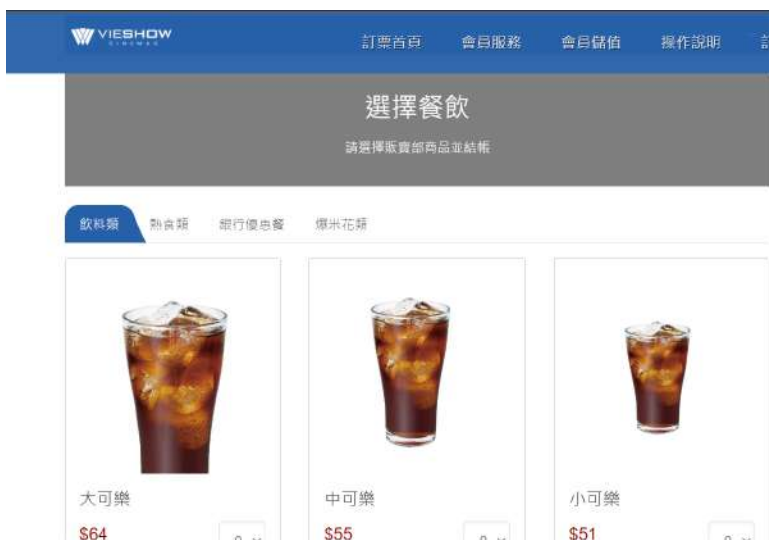 VIESHOW
CINEMAS
訂票首頁 會員服務 會員儲值 操作說明
選擇餐飲
請選擇販賣部商品並結帳
飲料類 熱食類 銀行優惠餐 爆米花類
大可樂 中可樂 小可樂
$64 $55 $51